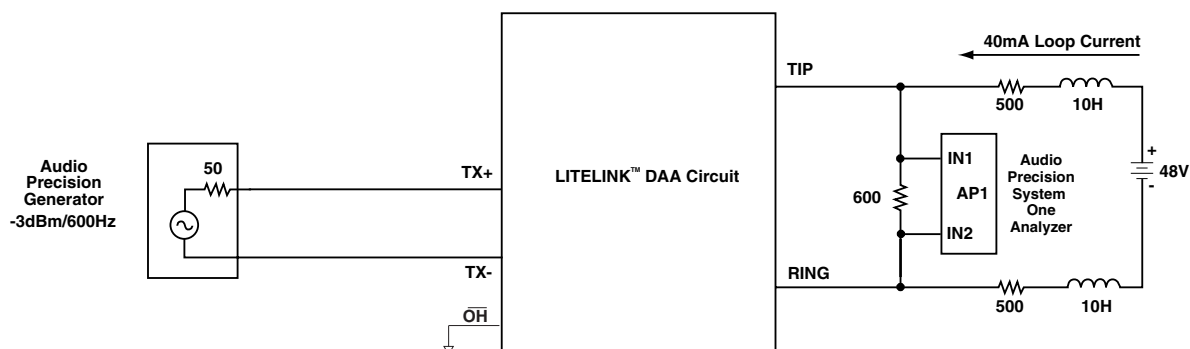 40mA Loop Current
TIP
500
10H
Audio
Precision
Generator
-3dBm/600Hz
50
TX+
LITELINK™ DAA Circuit
600
IN1
AP1
IN2
Audio
Precision
System
One
Analyzer
+
48V
-
TX-
RING
500
10H
OH